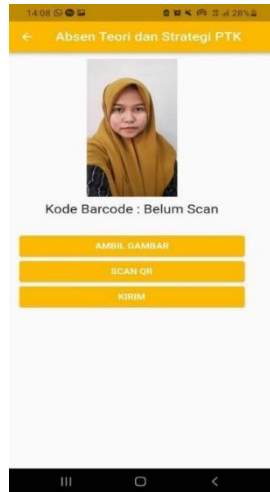 14:08 28%
Absen Teori dan Strategi PTK
Kode Barcode : Belum Scan
AMBIL GAMBAR
SCAN QR
KIRIM